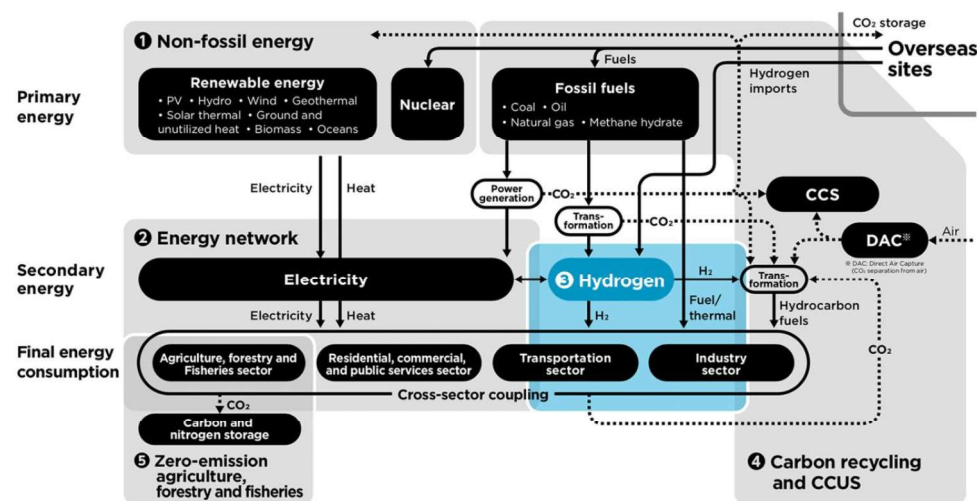 CO₂ storage
❶ Non-fossil energy
Overseas
sites
Fuels
Hydrogen
imports
Primary
energy
Renewable energy
• PV • Hydro • Wind • Geothermal
• Solar thermal • Ground and
unutilized heat • Biomass • Oceans
Nuclear
Fossil fuels
• Coal • Oil
• Natural gas • Methane hydrate
Electricity
Heat
Power
generation
CO₂
CCS
Trans-
formation
CO₂
Air
DAC※
※ DAC: Direct Air Capture
(CO₂ separation from air)
❷ Energy network
Secondary
energy
Electricity
❸ Hydrogen
H₂
Trans-
formation
Electricity
Heat
H₂
Fuel/
thermal
Hydrocarbon
fuels
CO₂
Final energy
consumption
Agriculture, forestry and
Fisheries sector
Residential, commercial,
and public services sector
Transportation
sector
Industry
sector
Cross-sector coupling
CO₂
Carbon and
nitrogen storage
❺ Zero-emission
agriculture,
forestry and fisheries
❹ Carbon recycling
and CCUS